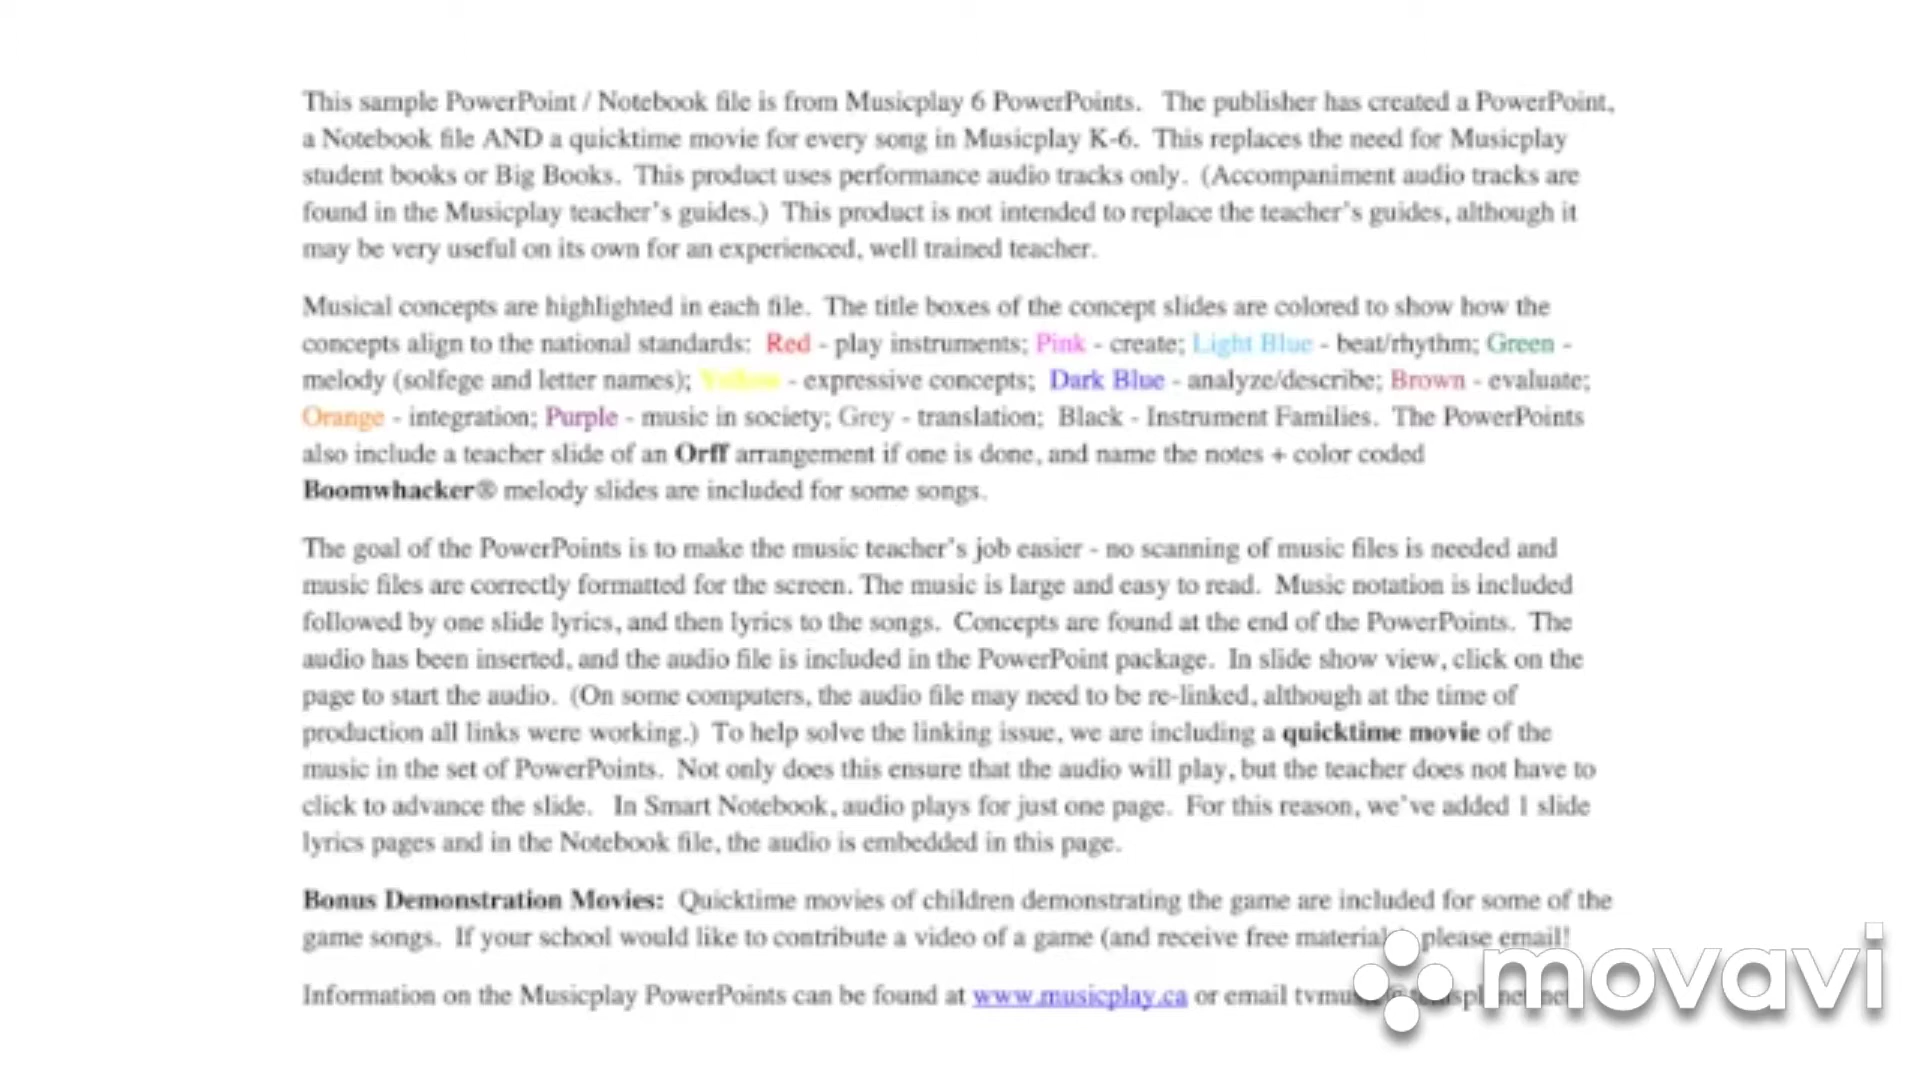 This sample PowerPoint / Notebook file is from Musicplay 6 PowerPoints. The publisher has created a PowerPoint,
a Notebook file AND a quicktime movie for every song in Musicplay K-6. This replaces the need for Musicplay
student books or Big Books. This product uses performance audio tracks only. (Accompaniment audio tracks are
found in the Musicplay teacher's guides.) This product is not intended to replace the teacher's guides, although it
may be very useful on its own for an experienced, well trained teacher.
Musical concepts are highlighted in each file. The title boxes of the concept slides are colored to show how the
concepts align to the national standards: Red - play instruments; Pink - create; Light Blue - beat/rhythm; Green -
melody (solfege and letter names); Yellow - expressive concepts; Dark Blue - analyze/describe; Brown - evaluate;
Orange - integration; Purple - music in society; Grey - translation; Black - Instrument Families. The PowerPoints
also include a teacher slide of an Orff arrangement if one is done, and name the notes + color coded
Boomwhacker® melody slides are included for some songs.
The goal of the PowerPoints is to make the music teacher's job easier - no scanning of music files is needed and
music files are correctly formatted for the screen. The music is large and easy to read. Music notation is included
followed by one slide lyrics, and then lyrics to the songs. Concepts are found at the end of the PowerPoints. The
audio has been inserted, and the audio file is included in the PowerPoint package. In slide show view, click on the
page to start the audio. (On some computers, the audio file may need to be re-linked, although at the time of
production all links were working.) To help solve the linking issue, we are including a quicktime movie of the
music in the set of PowerPoints. Not only does this ensure that the audio will play, but the teacher does not have to
click to advance the slide. In Smart Notebook, audio plays for just one page. For this reason, we've added 1 slide
lyrics pages and in the Notebook file, the audio is embedded in this page.
Bonus Demonstration Movies: Quicktime movies of children demonstrating the game are included for some of the
game songs. If your school would like to contribute a video of a game (and receive free material please email!
Information on the Musicplay PowerPoints can be found at www.musicplay.ca or email
movavi